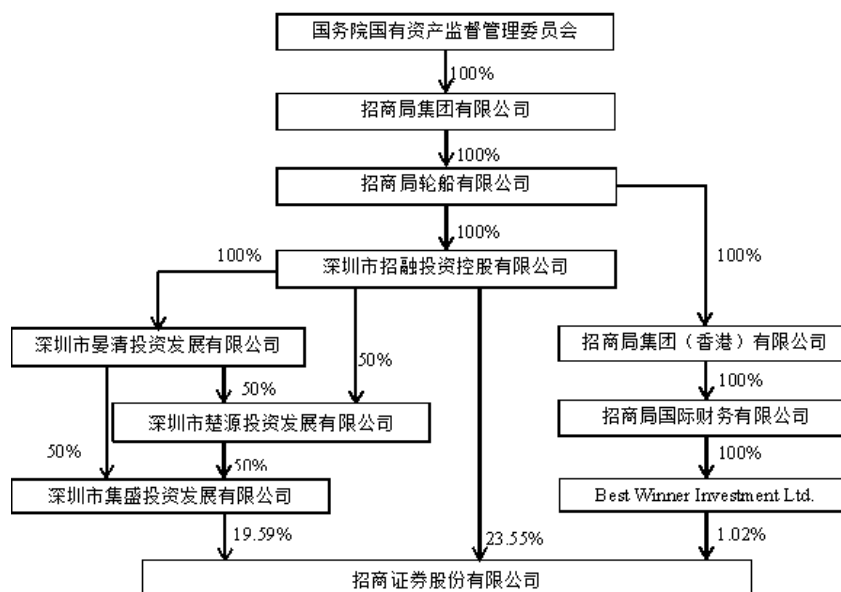 国务院国有资产监督管理委员会
100%
招商局集团有限公司
100%
招商局轮船有限公司
100%
100%
深圳市招融投资控股有限公司
100%
深圳市晏清投资发展有限公司
招商局集团（香港）有限公司
50%
50%
100%
深圳市楚源投资发展有限公司
招商局国际财务有限公司
50%
50%
100%
深圳市集盛投资发展有限公司
Best Winner Investment Ltd.
19.59%
23.55%
1.02%
招商证券股份有限公司